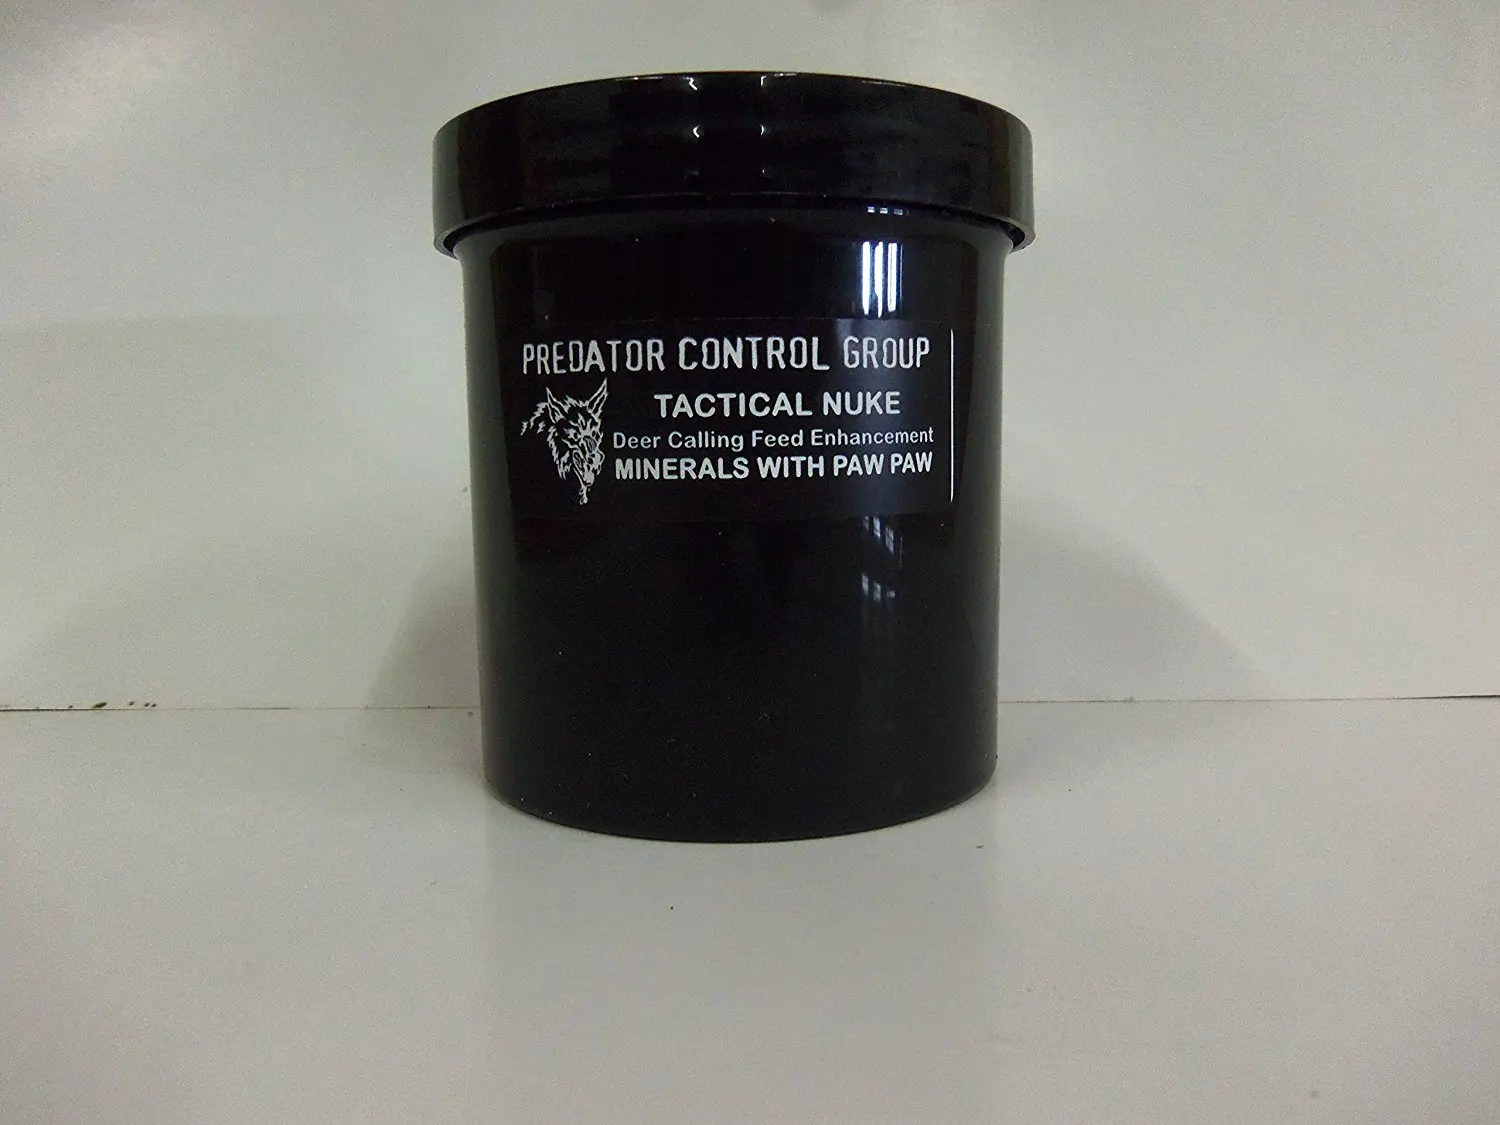 PREDATOR CONTROL GROUP
TACTICAL NUKE
Deer Calling Feed Enhancement
MINERALS WITH PAW PAW